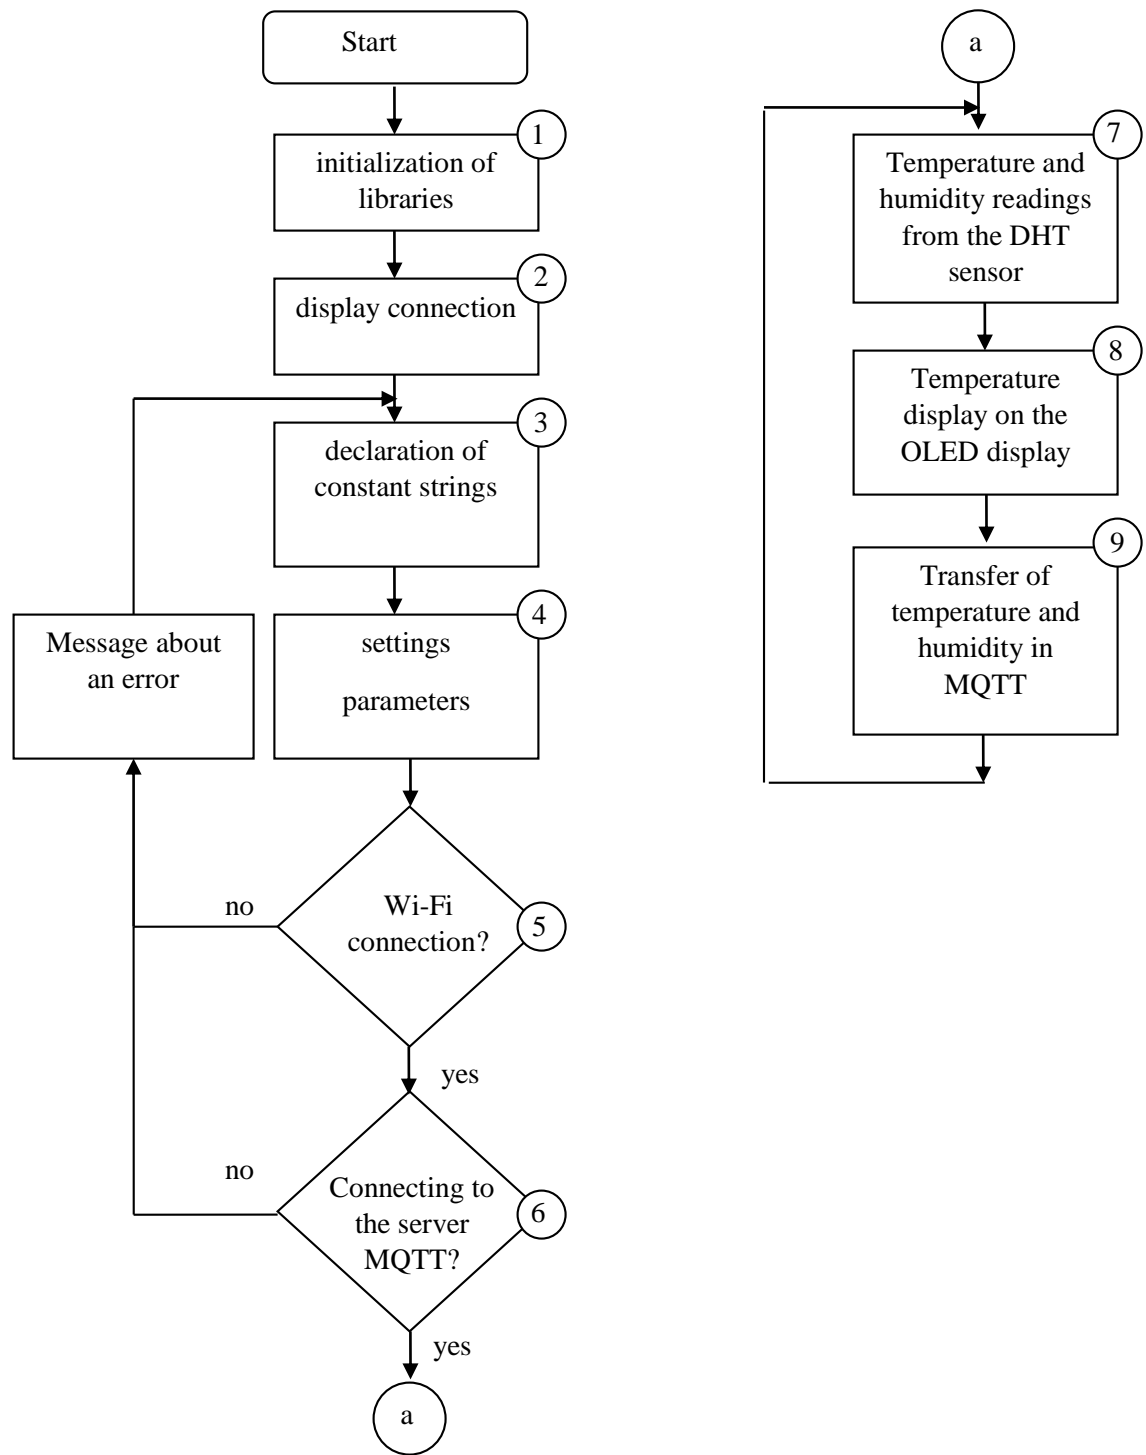 Start
1
initialization of
libraries
2
display connection
3
declaration of
constant strings
4
settings
parameters
Message about
an error
no
Wi-Fi
connection?
5
yes
no
Connecting to
the server
MQTT?
6
yes
a
a
7
Temperature and
humidity readings
from the DHT
sensor
8
Temperature
display on the
OLED display
9
Transfer of
temperature and
humidity in
MQTT